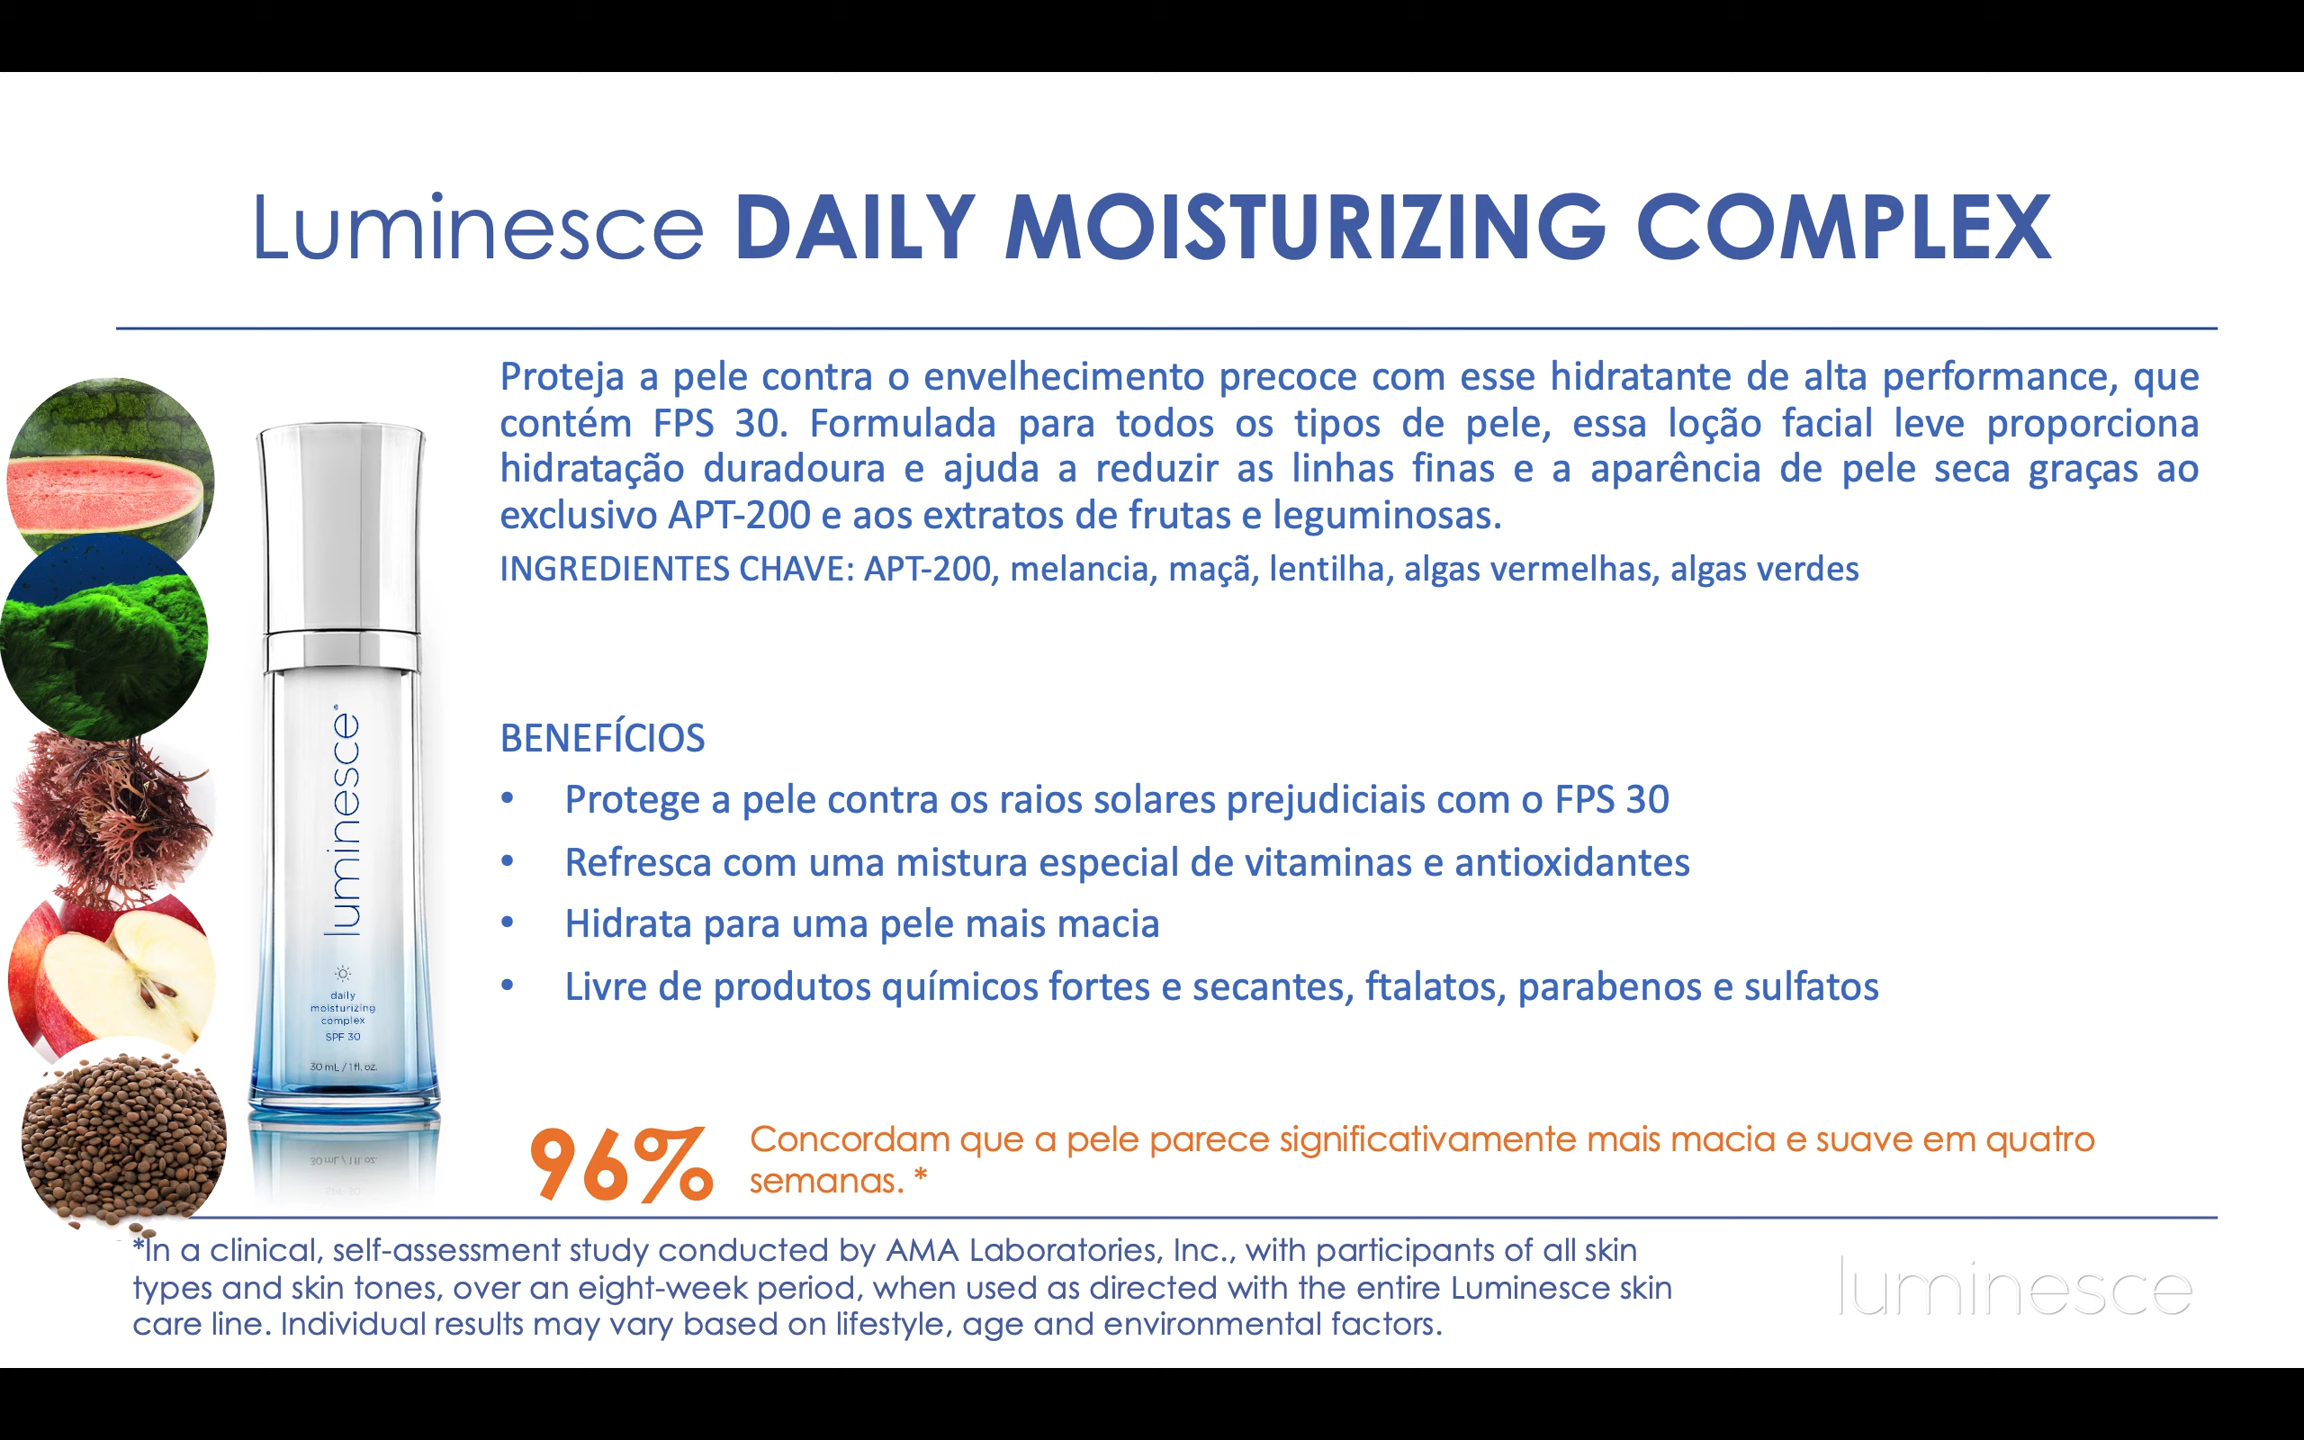 Luminesce DAILY MOISTURIZING COMPLEX
Proteja a pele contra o envelhecimento precoce com esse hidratante de alta performance, que
contém FPS 30. Formulada para todos os tipos de pele, essa loção facial leve proporciona
hidratação duradoura e ajuda a reduzir as linhas finas e a aparência de pele seca graças ao
exclusivo APT-200 e aos extratos de frutas e leguminosas.
INGREDIENTES CHAVE: APT-200, melancia, maçã, lentilha, algas vermelhas, algas verdes
luminesce®
daily
moisturizing
complex
SPF 30
30 mL / 1 fl. oz.
BENEFÍCIOS
• Protege a pele contra os raios solares prejudiciais com o FPS 30
• Refresca com uma mistura especial de vitaminas e antioxidantes
• Hidrata para uma pele mais macia
• Livre de produtos químicos fortes e secantes, ftalatos, parabenos e sulfatos
96%
Concordam que a pele parece significativamente mais macia e suave em quatro
semanas. *
*In a clinical, self-assessment study conducted by AMA Laboratories, Inc., with participants of all skin
types and skin tones, over an eight-week period, when used as directed with the entire Luminesce skin
care line. Individual results may vary based on lifestyle, age and environmental factors.
luminesce